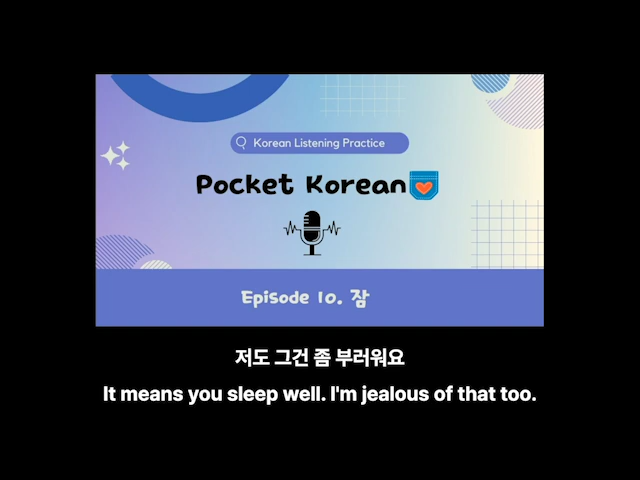 Korean Listening Practice
Pocket Korean
Episode 10. 잠
저도 그건 좀 부러워요
It means you sleep well. I'm jealous of that too.